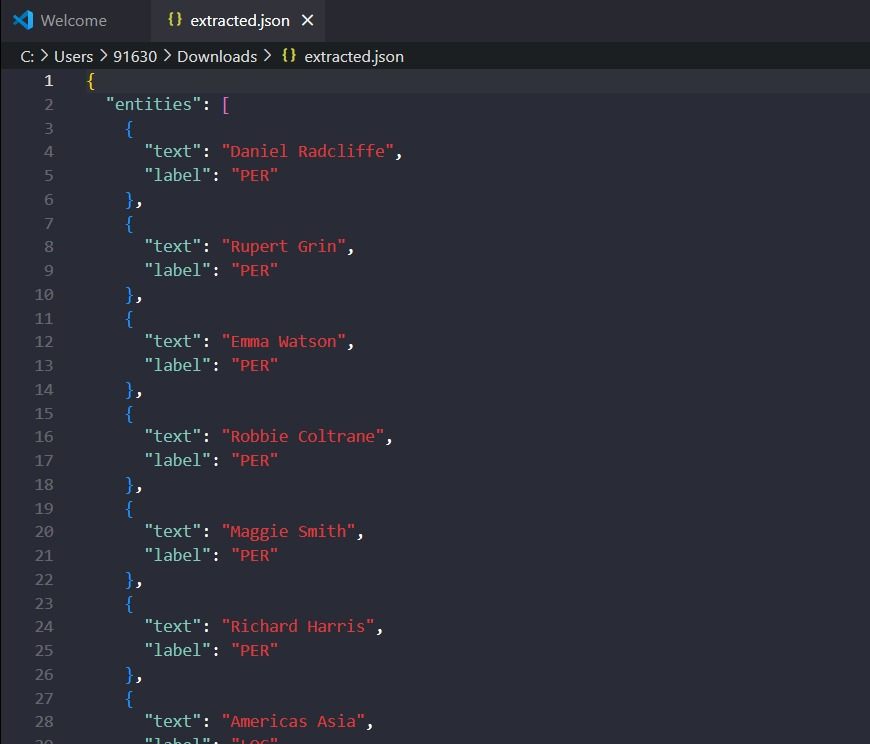 Welcome
{} extracted.json ×
C: > Users > 91630 > Downloads > {} extracted.json
1 {
2 "entities": [
3 {
4 "text": "Daniel Radcliffe",
5 "label": "PER"
6 },
7 {
8 "text": "Rupert Grin",
9 "label": "PER"
10 },
11 {
12 "text": "Emma Watson",
13 "label": "PER"
14 },
15 {
16 "text": "Robbie Coltrane",
17 "label": "PER"
18 },
19 {
20 "text": "Maggie Smith",
21 "label": "PER"
22 },
23 {
24 "text": "Richard Harris",
25 "label": "PER"
26 },
27 {
28 "text": "Americas Asia",
29 "label": "LOC"